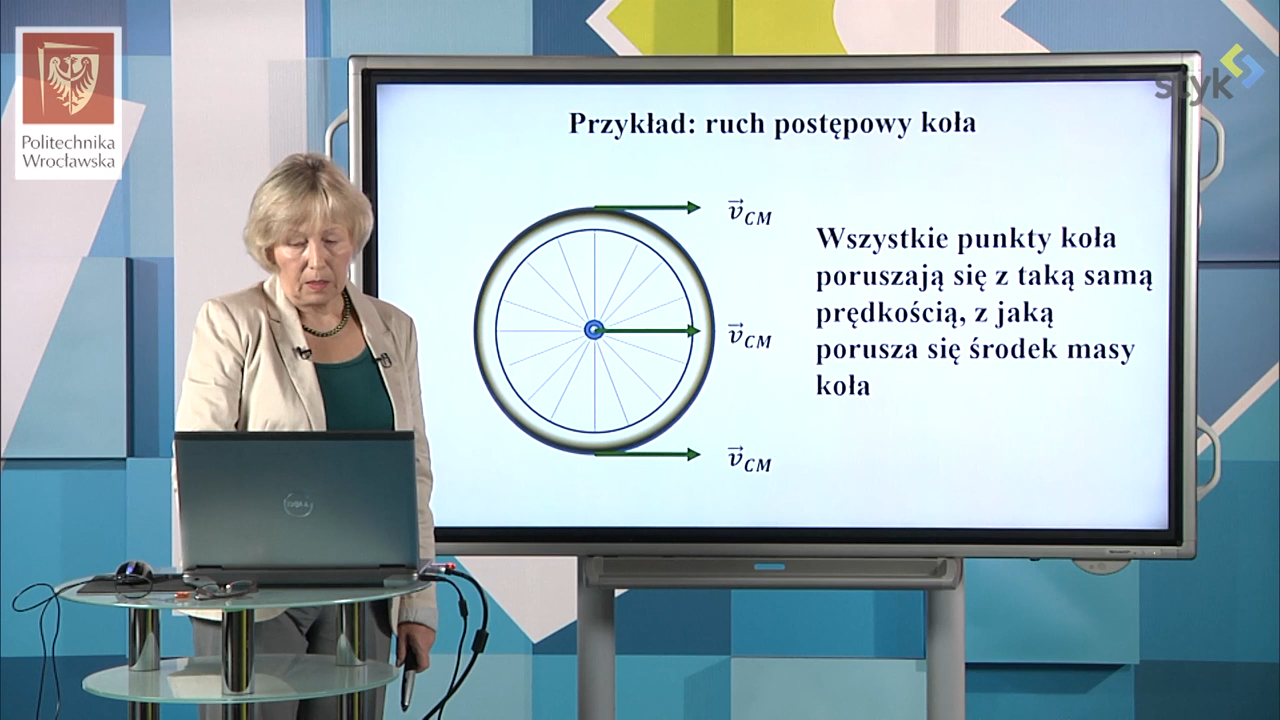 Politechnika
Wrocławska
styk
Przykład: ruch postępowy koła
v⃗CM
v⃗CM
v⃗CM
Wszystkie punkty koła
poruszają się z taką samą
prędkością, z jaką
porusza się środek masy
koła